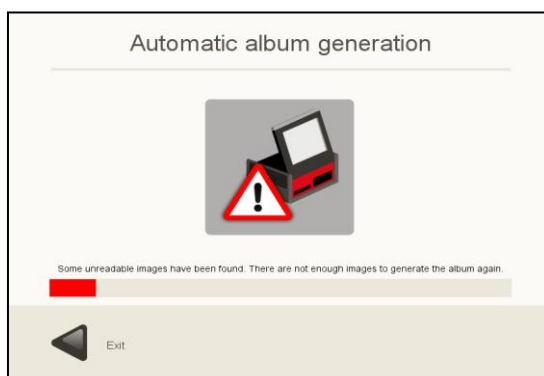 Automatic album generation
Some unreadable images have been found. There are not enough images to generate the album again.
Exit